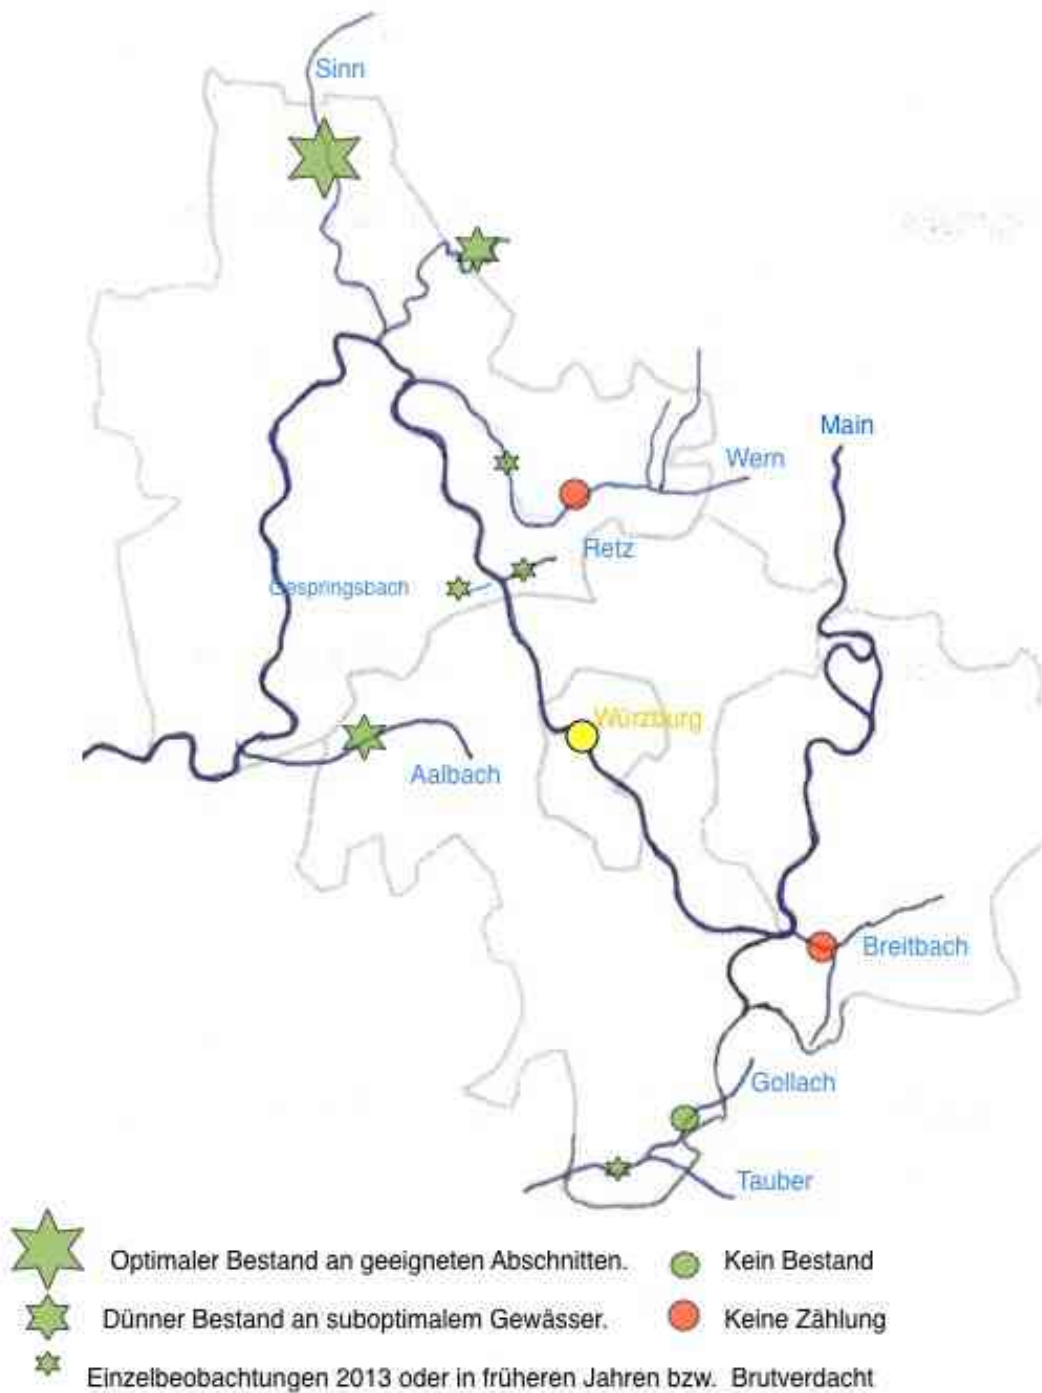 Sinn
Main
Wern
Retz
Gespringsbach
Würzburg
Aalbach
Breitbach
Gollach
Tauber
Optimaler Bestand an geeigneten Abschnitten.
Kein Bestand
Dünner Bestand an suboptimalem Gewässer.
Keine Zählung
Einzelbeobachtungen 2013 oder in früheren Jahren bzw. Brutverdacht